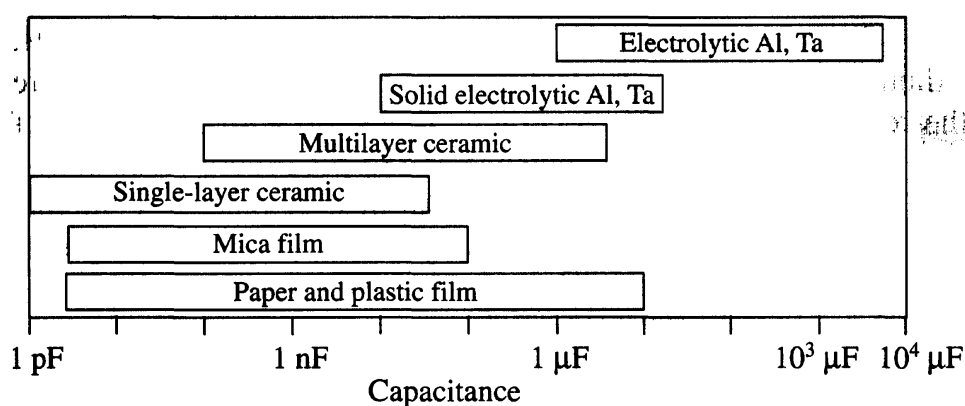 Electrolytic Al, Ta
Solid electrolytic Al, Ta
Multilayer ceramic
Single-layer ceramic
Mica film
Paper and plastic film
1 pF 1 nF 1 μF 10³ μF 10⁴ μF
Capacitance